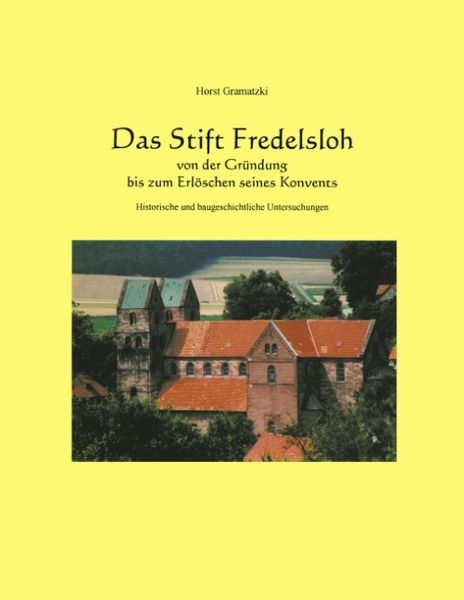 Horst Gramatzki
Das Stift Fredelsloh
von der Gründung
bis zum Erlöschen seines Konvents
Historische und baugeschichtliche Untersuchungen